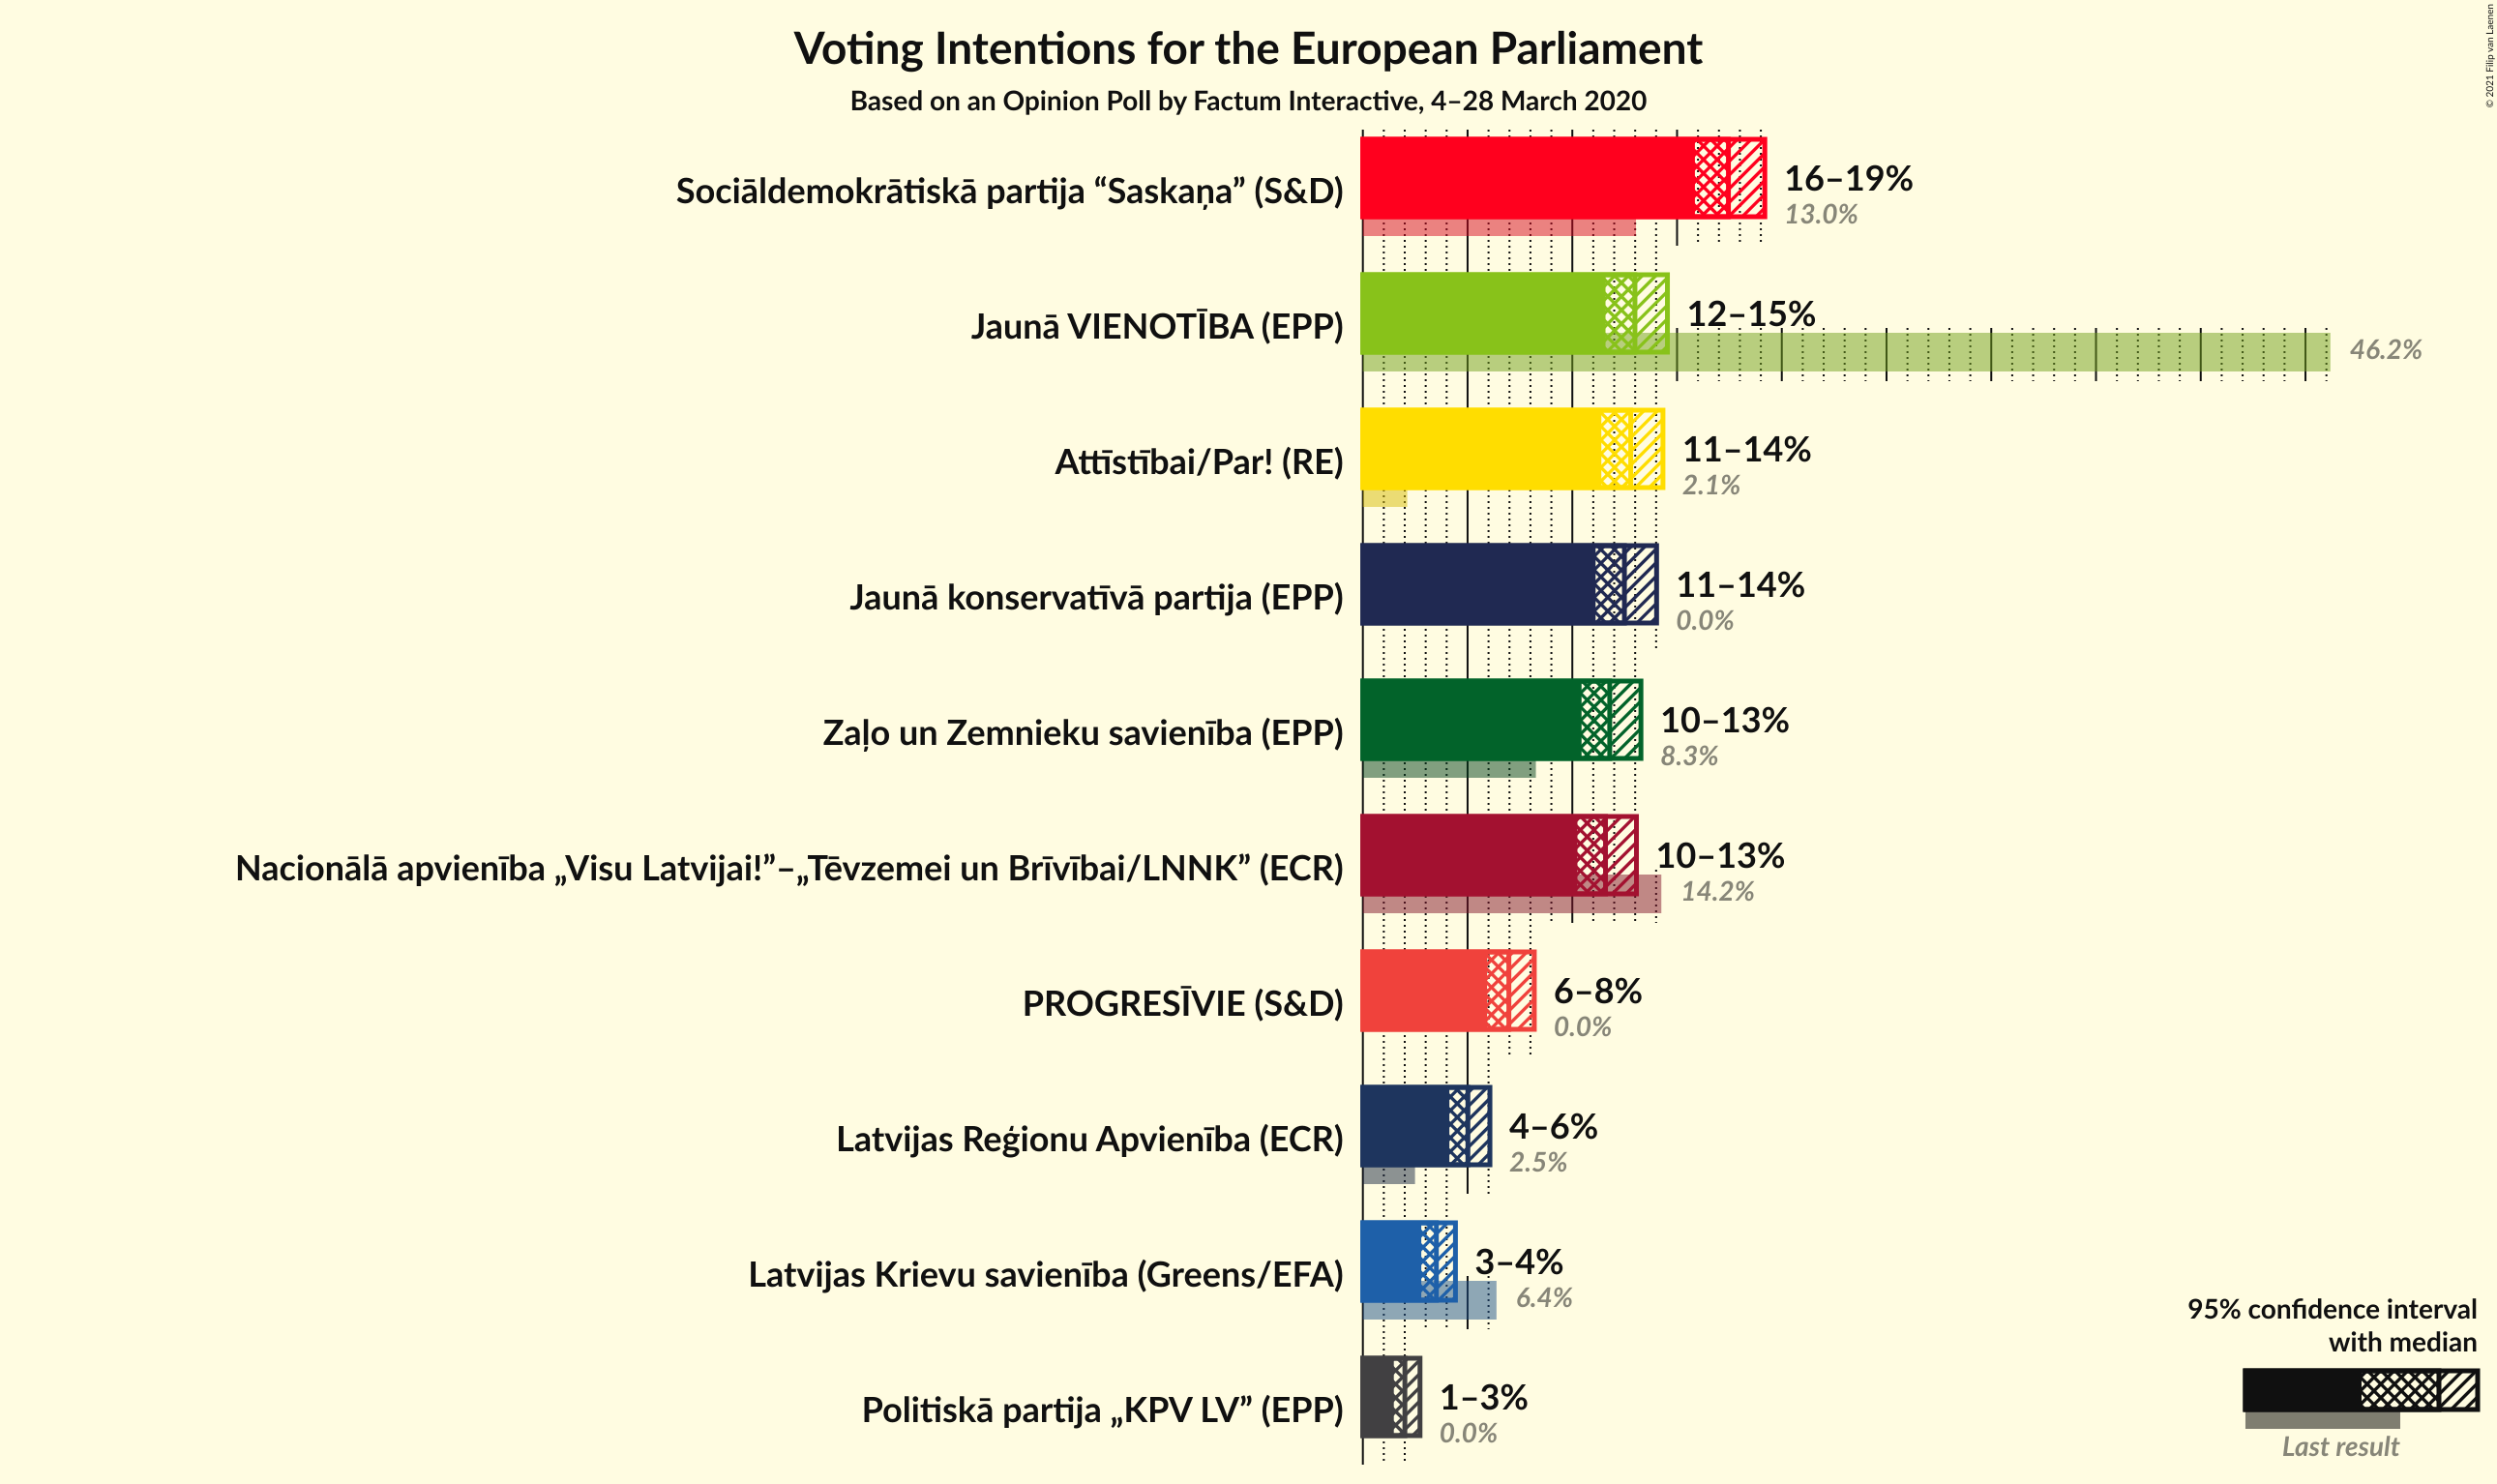 Voting Intentions for the European Parliament
Based on an Opinion Poll by Factum Interactive, 4–28 March 2020
© 2021 Filip van Laenen
Sociāldemokrātiskā partija “Saskaņa” (S&D)
16–19%
13.0%
Jaunā VIENOTĪBA (EPP)
12–15%
46.2%
Attīstībai/Par! (RE)
11–14%
2.1%
Jaunā konservatīvā partija (EPP)
11–14%
0.0%
Zaļo un Zemnieku savienība (EPP)
10–13%
8.3%
Nacionālā apvienība „Visu Latvijai!”–„Tēvzemei un Brīvībai/LNNK” (ECR)
10–13%
14.2%
PROGRESĪVIE (S&D)
6–8%
0.0%
Latvijas Reģionu Apvienība (ECR)
4–6%
2.5%
Latvijas Krievu savienība (Greens/EFA)
3–4%
6.4%
Politiskā partija „KPV LV” (EPP)
1–3%
0.0%
95% confidence interval
with median
Last result